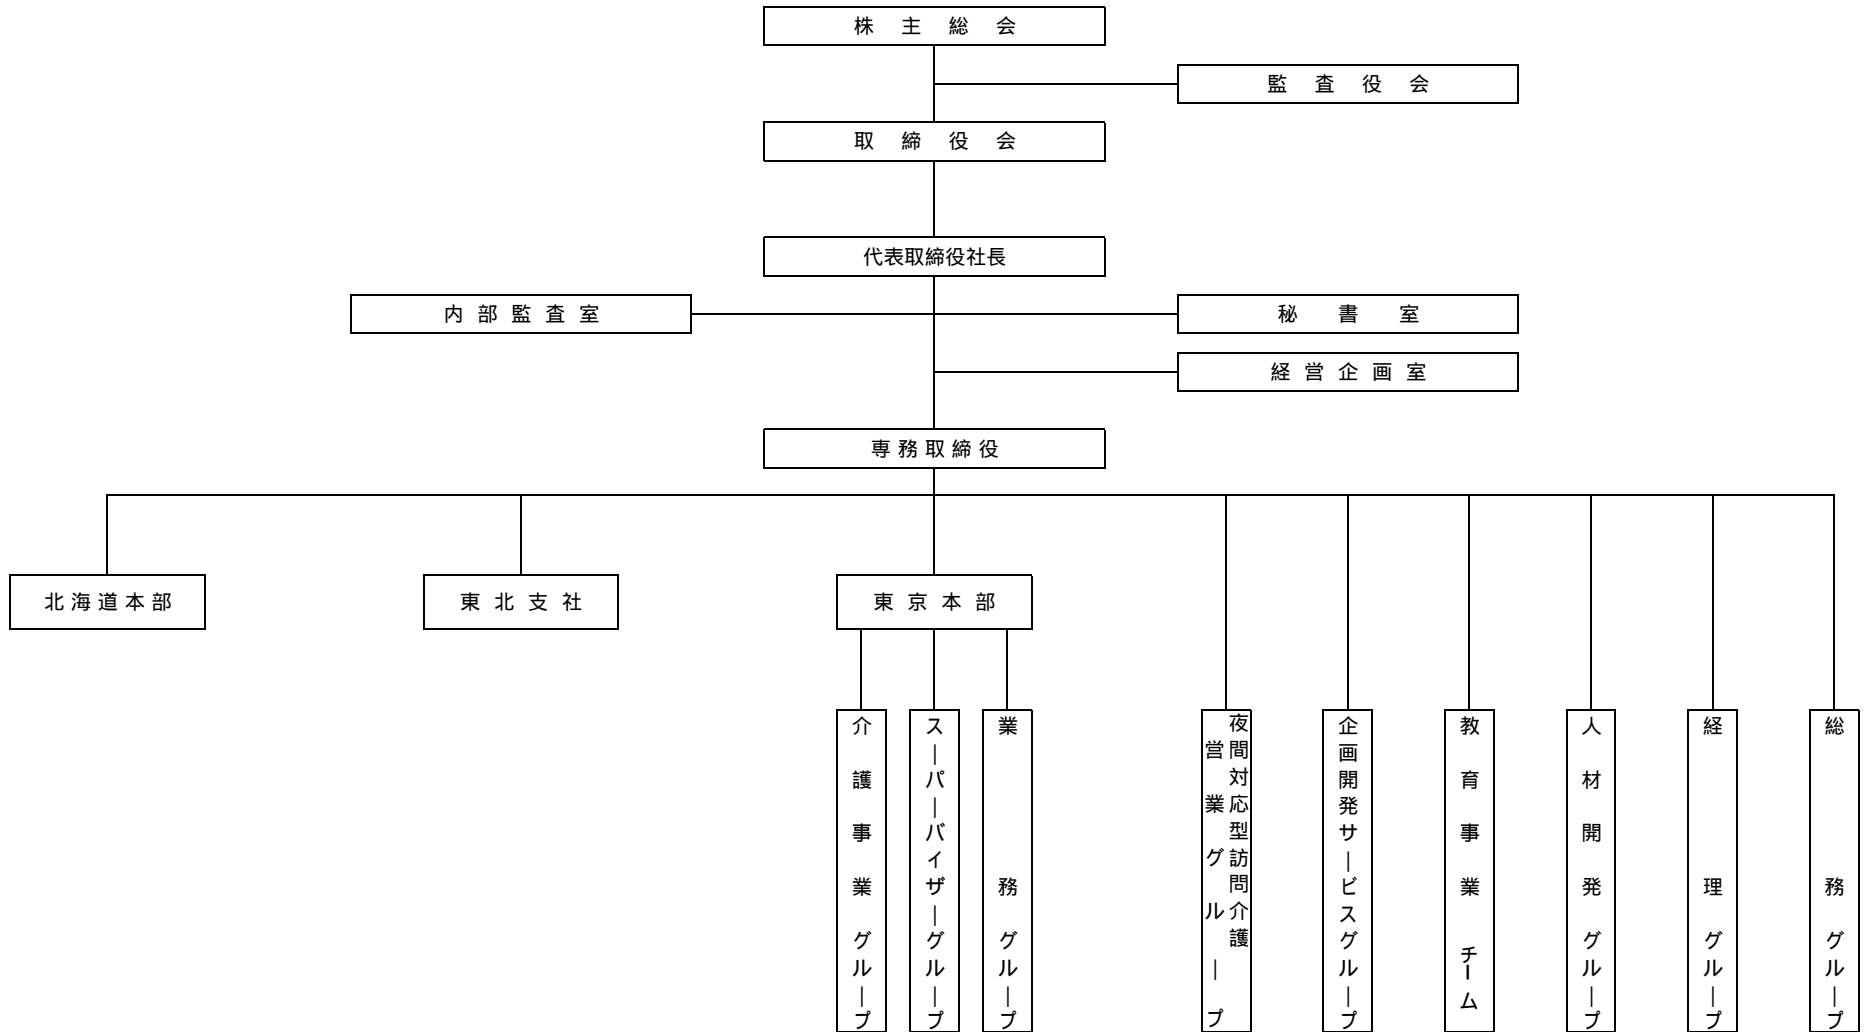 株主総会
監査役会
取締役会
代表取締役社長
内部監査室
秘書室
経営企画室
専務取締役
北海道本部
東北支社
東京本部
介護事業グループ
スーパーバイザーグループ
業務グループ
夜間対応型訪問介護
営業グループ
企画開発サービスグループ
教育事業チーム
人材開発グループ
経理グループ
総務グループ